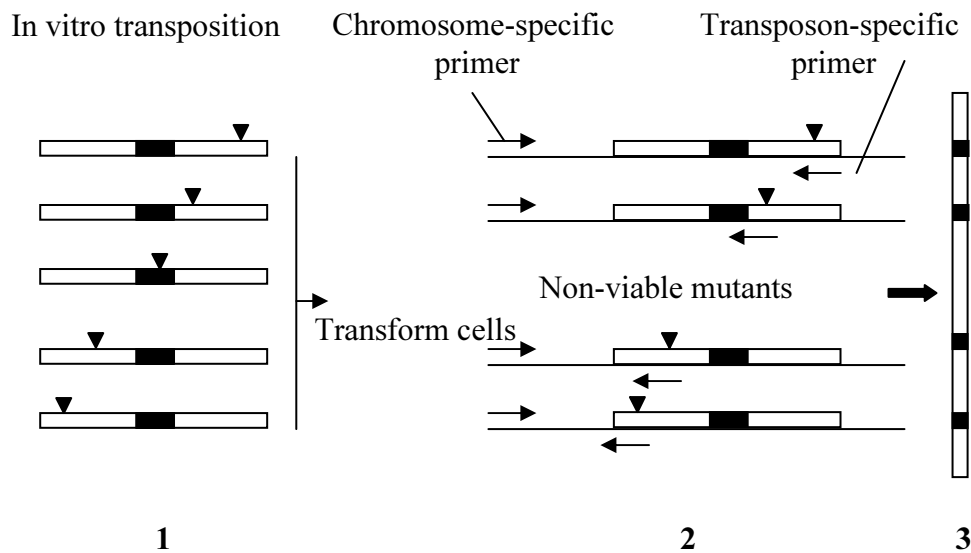 In vitro transposition
Chromosome-specific
primer
Transposon-specific
primer
Non-viable mutants
Transform cells
1
2
3